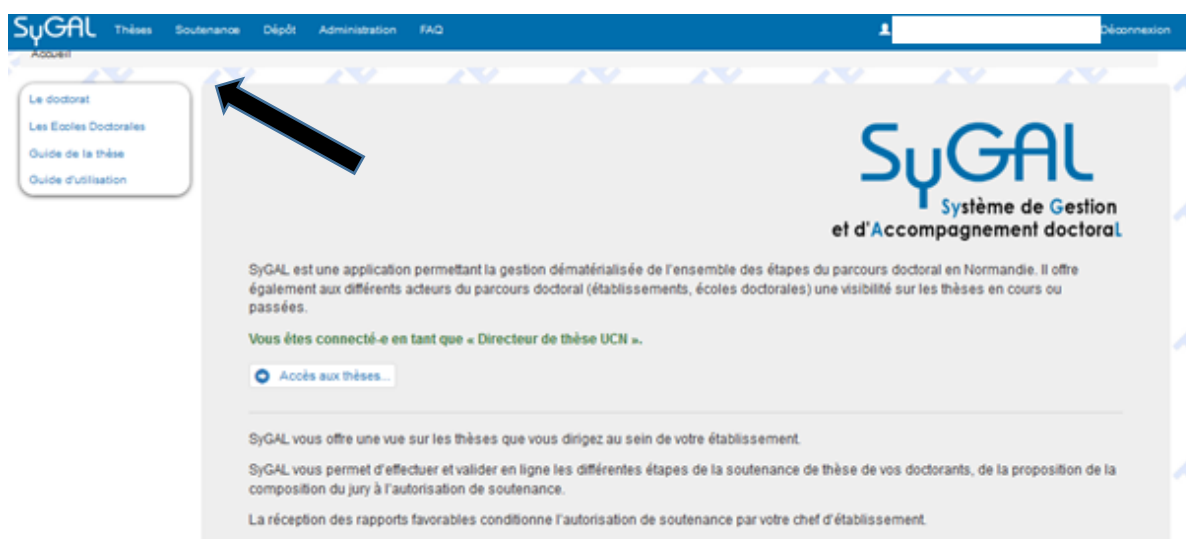 SyGAL Thèses Soutenance Dépôt Administration FAQ Déconnexion
Accueil
Le doctorat
Les Ecoles Doctorales
Guide de la thèse
Guide d'utilisation
SyGAL
Système de Gestion
et d'Accompagnement doctoraL
SyGAL est une application permettant la gestion dématérialisée de l'ensemble des étapes du parcours doctoral en Normandie. Il offre
également aux différents acteurs du parcours doctoral (établissements, écoles doctorales) une visibilité sur les thèses en cours ou
passées.
Vous êtes connecté-e en tant que « Directeur de thèse UCN ».
Accès aux thèses...
SyGAL vous offre une vue sur les thèses que vous dirigez au sein de votre établissement.
SyGAL vous permet d'effectuer et valider en ligne les différentes étapes de la soutenance de thèse de vos doctorants, de la proposition de la
composition du jury à l'autorisation de soutenance.
La réception des rapports favorables conditionne l'autorisation de soutenance par votre chef d'établissement.